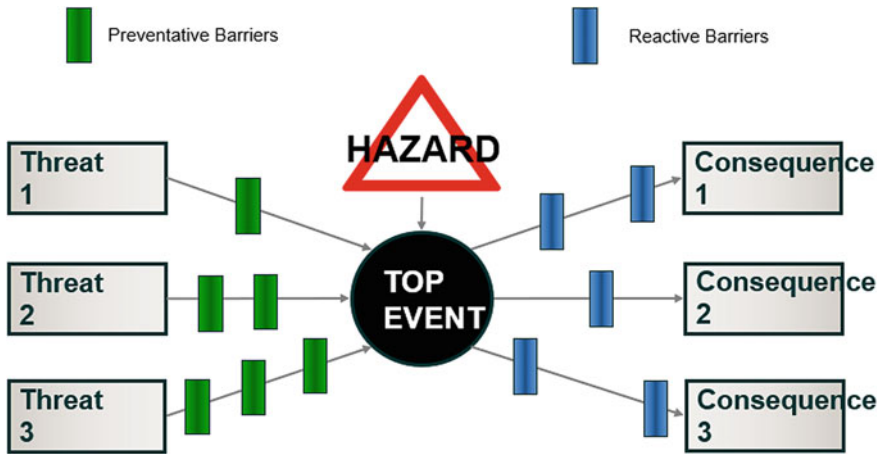 Preventative Barriers
Reactive Barriers
HAZARD
Threat
1
Consequence
1
Threat
2
TOP
EVENT
Consequence
2
Threat
3
Consequence
3